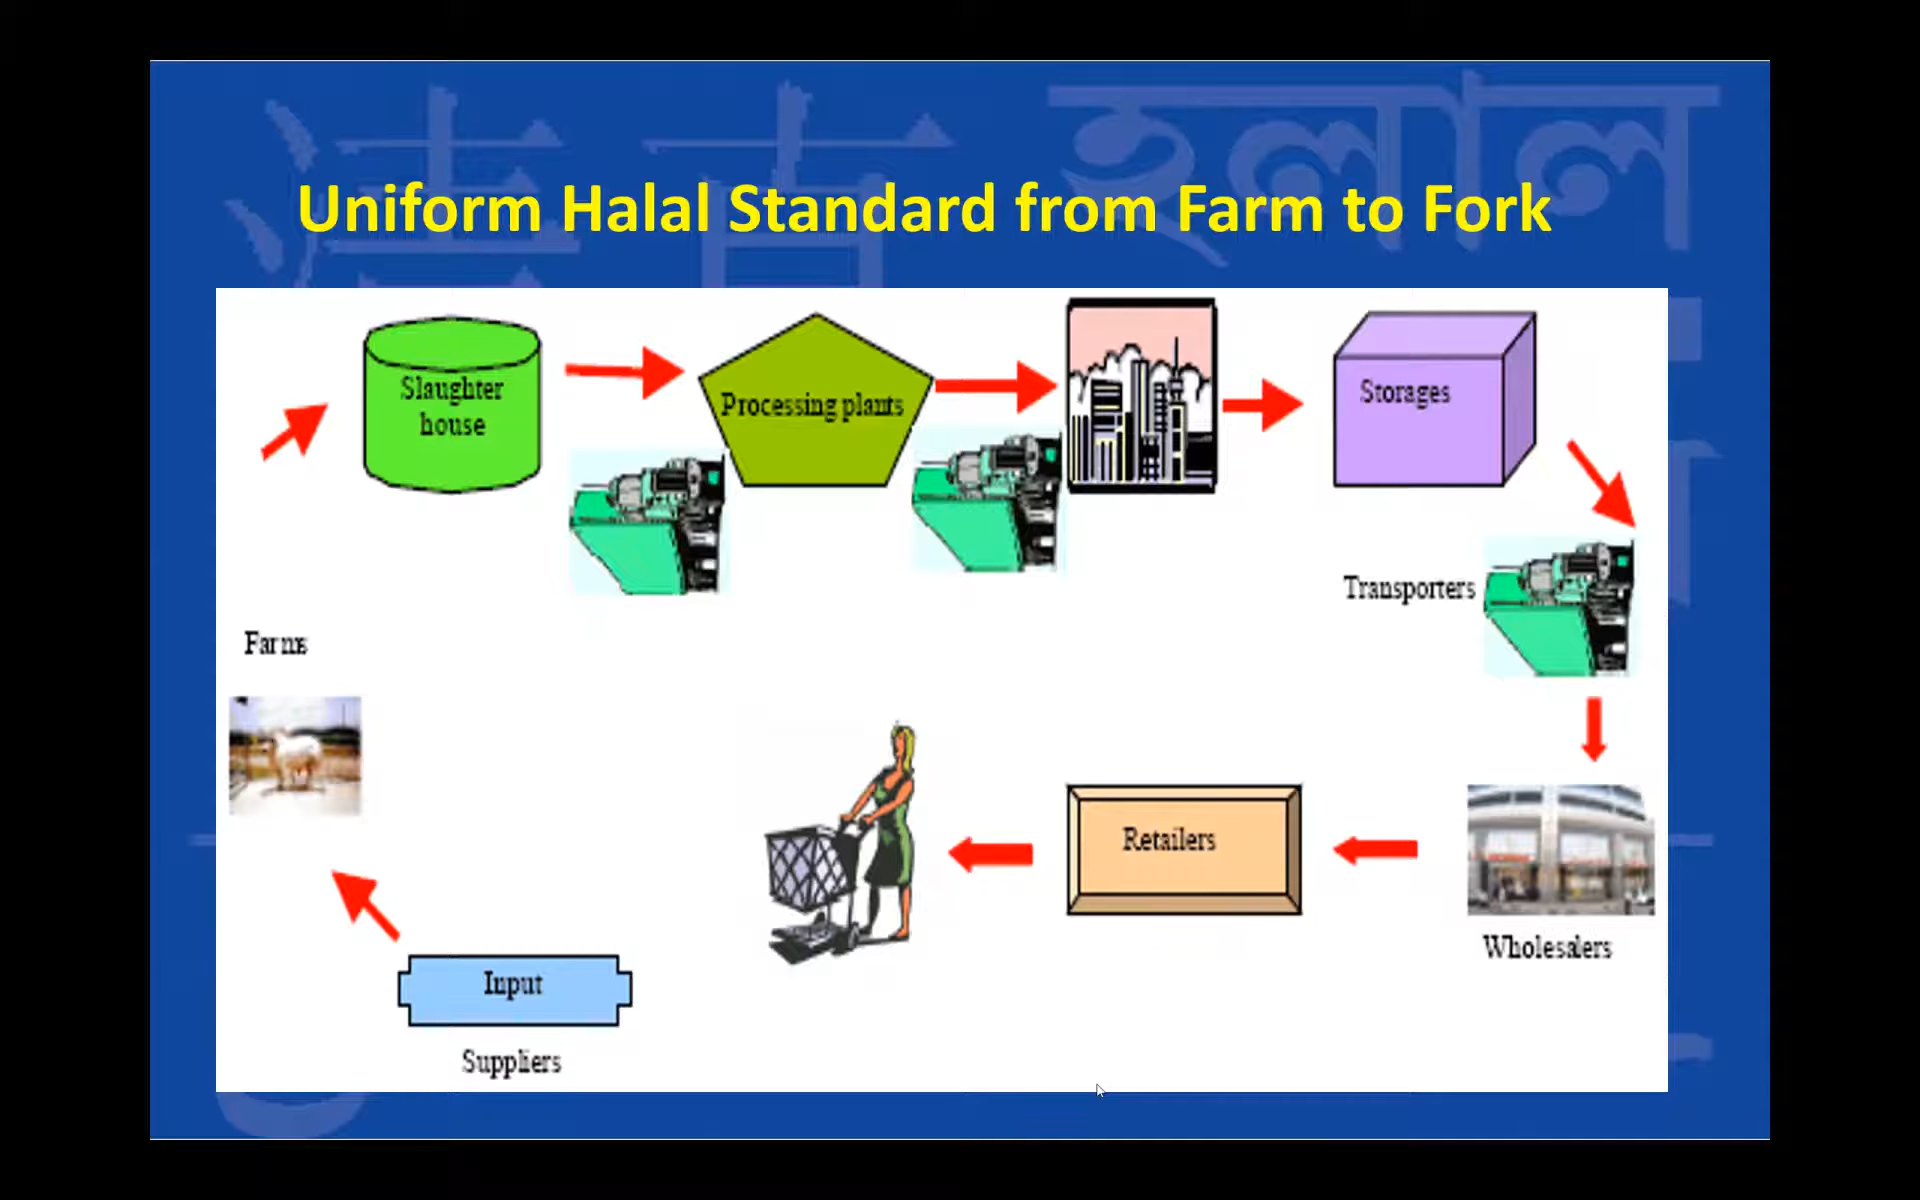 হালাল
Uniform Halal Standard from Farm to Fork
Slaughter
house
Processing plants
Storages
Transporters
Farms
Retailers
Wholesalers
Input
Suppliers